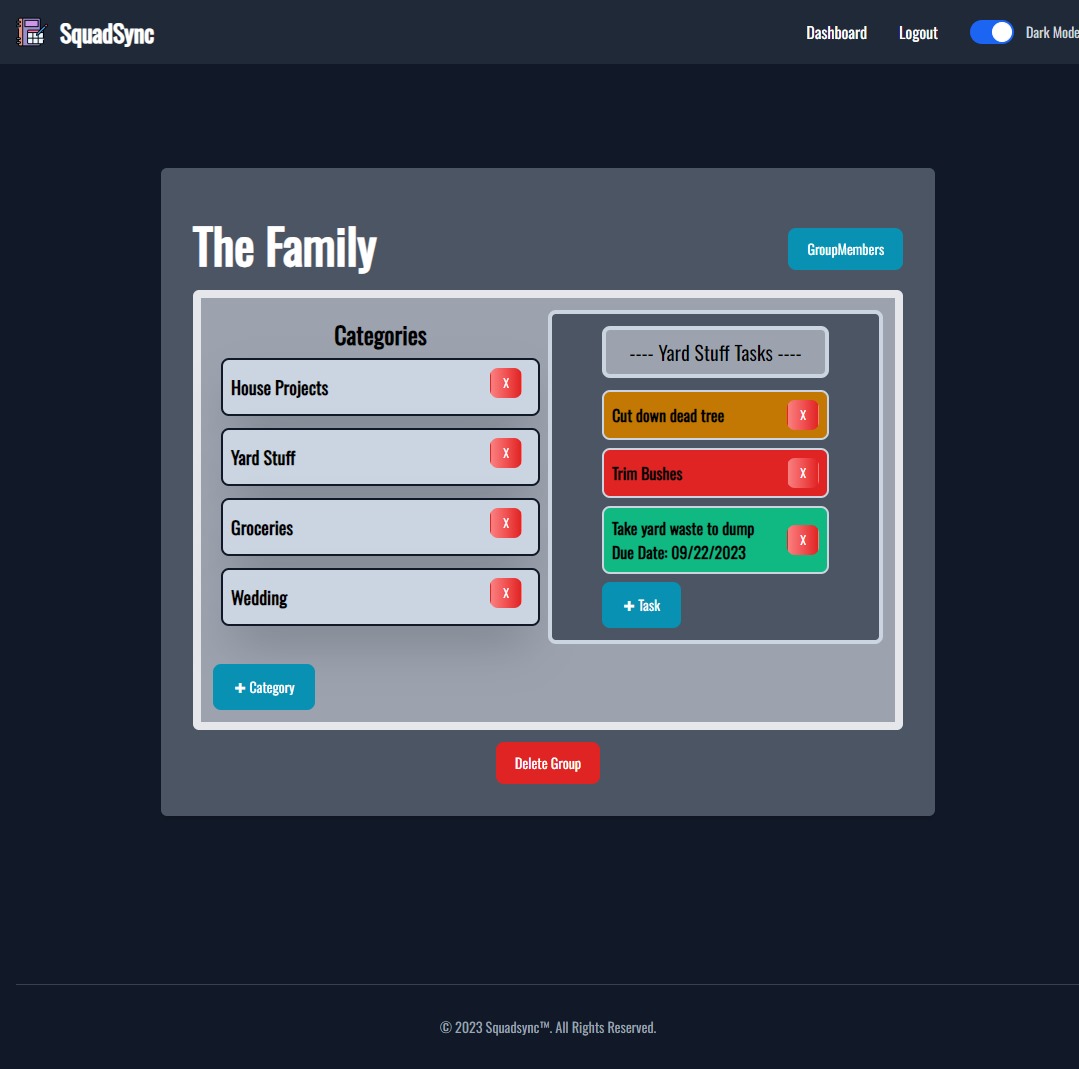 SquadSync
Dashboard
Logout
Dark Mode
The Family
GroupMembers
Categories
House Projects
X
Yard Stuff
X
Groceries
X
Wedding
X
+ Category
---- Yard Stuff Tasks ----
Cut down dead tree
X
Trim Bushes
X
Take yard waste to dump
Due Date: 09/22/2023
X
+ Task
Delete Group
© 2023 Squadsync™. All Rights Reserved.